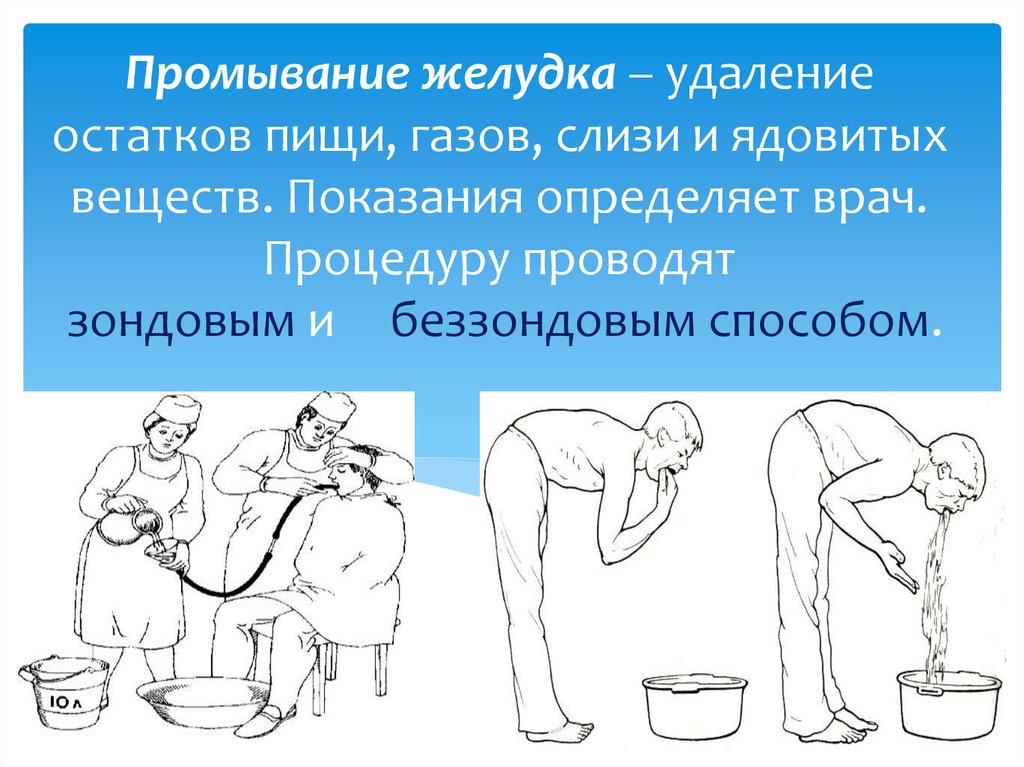 Промывание желудка – удаление
остатков пищи, газов, слизи и ядовитых
веществ. Показания определяет врач.
Процедуру проводят
зондовым и беззондовым способом.
10 л